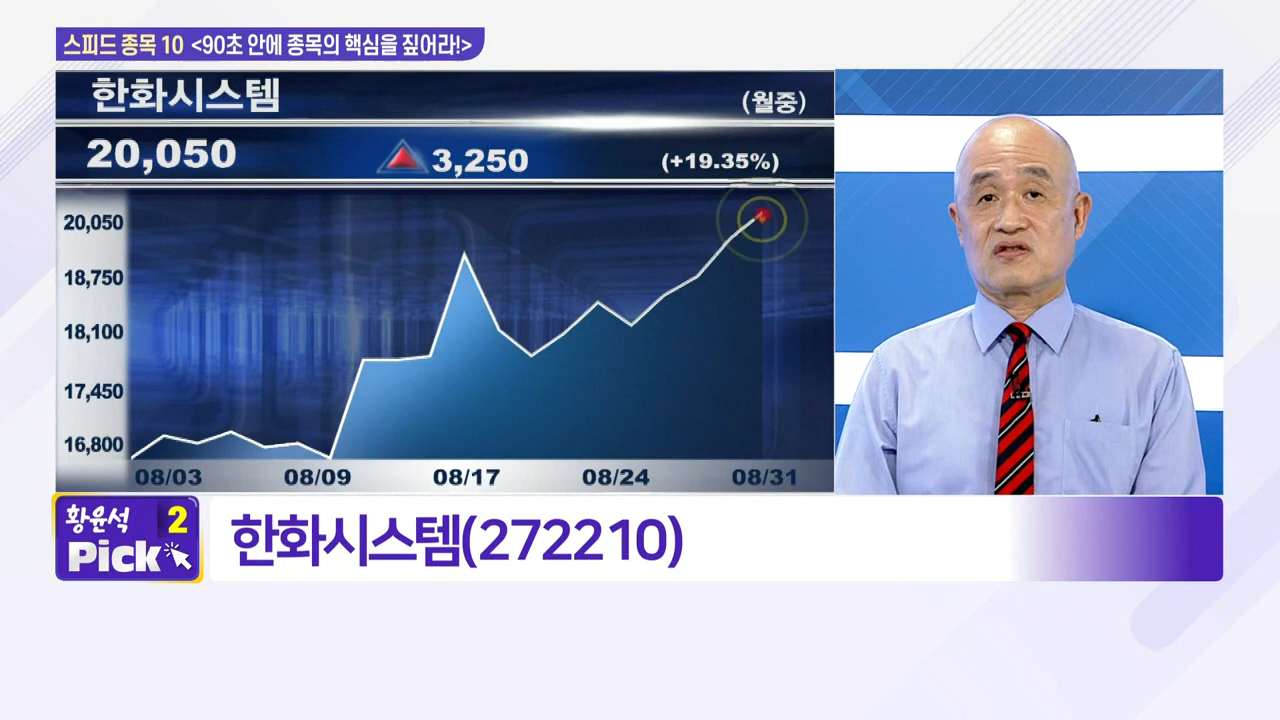 스피드 종목 10 <90초 안에 종목의 핵심을 짚어라!>
한화시스템 (월중)
20,050 ▲ 3,250 (+19.35%)
20,050
18,750
18,100
17,450
16,800
08/03 08/09 08/17 08/24 08/31
황윤석 2
Pick
한화시스템(272210)